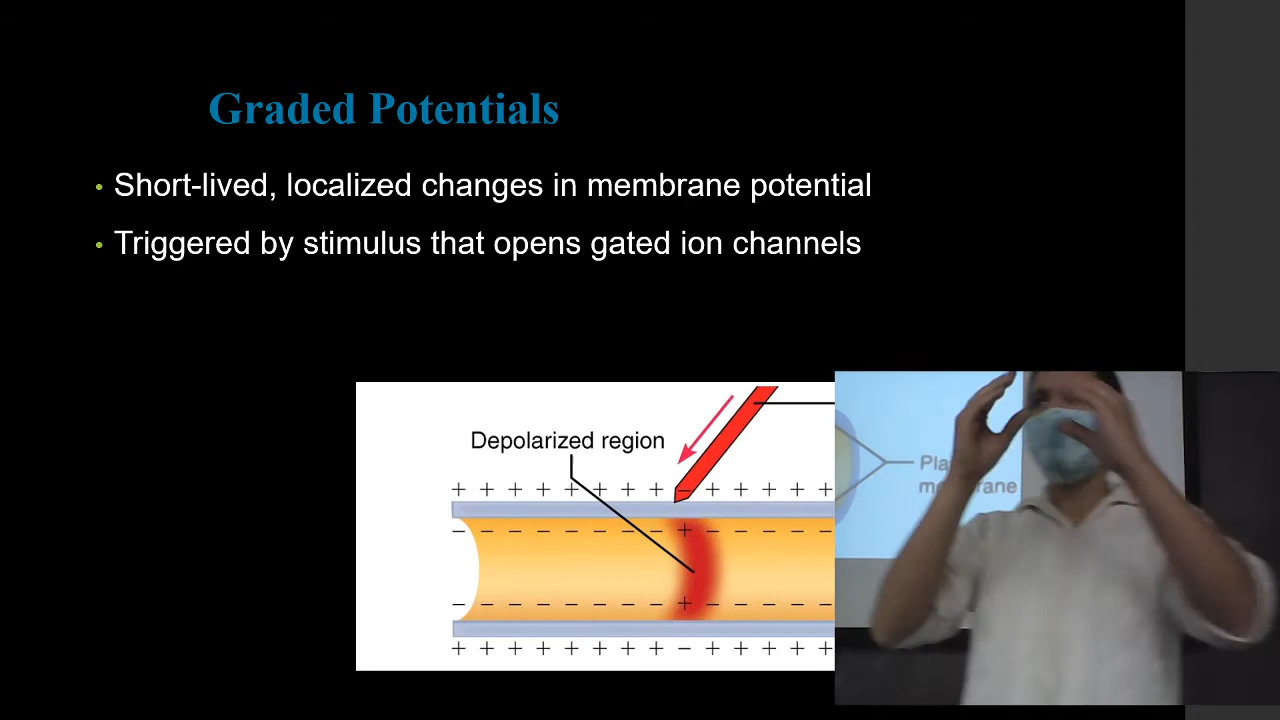 Graded Potentials
• Short-lived, localized changes in membrane potential
• Triggered by stimulus that opens gated ion channels
Depolarized region
+ + + + + + + + − + + + + +
− − − − − − − − + − − − − −
− − − − − − − − + − − − − −
+ + + + + + + + − + + + + +